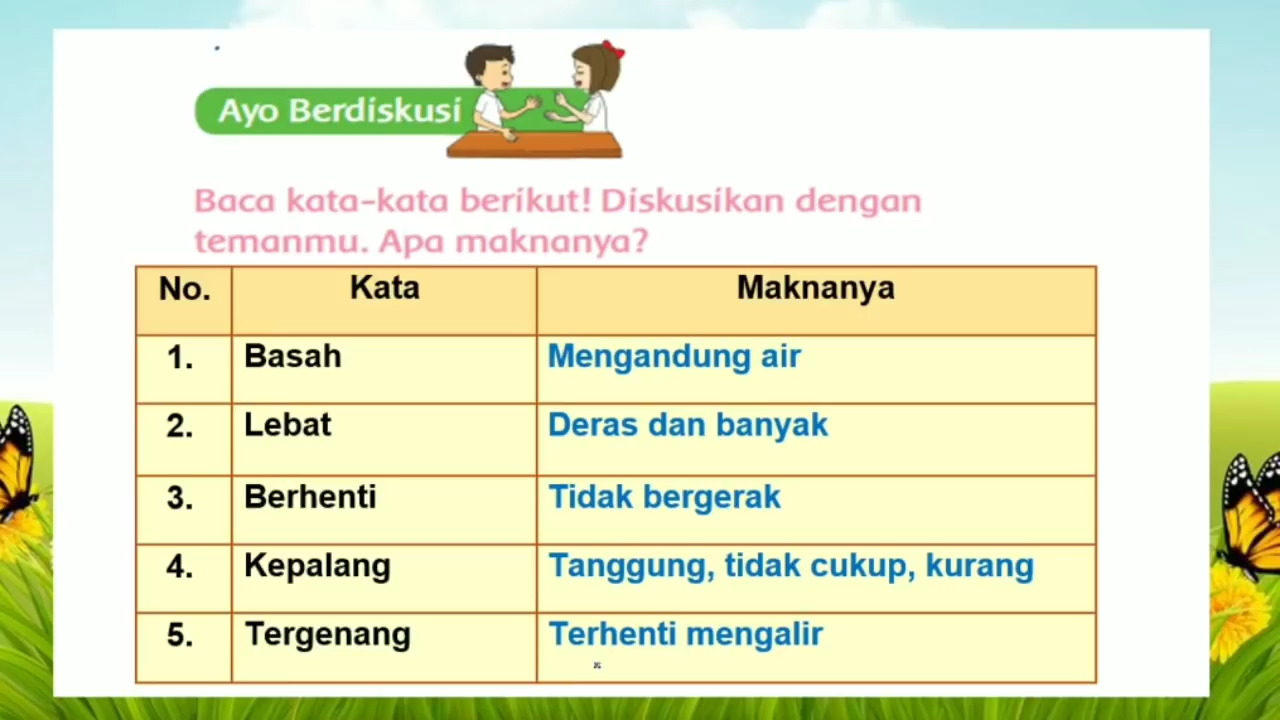 Ayo Berdiskusi
Baca kata-kata berikut! Diskusikan dengan
temanmu. Apa maknanya?
No. Kata Maknanya
1. Basah Mengandung air
2. Lebat Deras dan banyak
3. Berhenti Tidak bergerak
4. Kepalang Tanggung, tidak cukup, kurang
5. Tergenang Terhenti mengalir